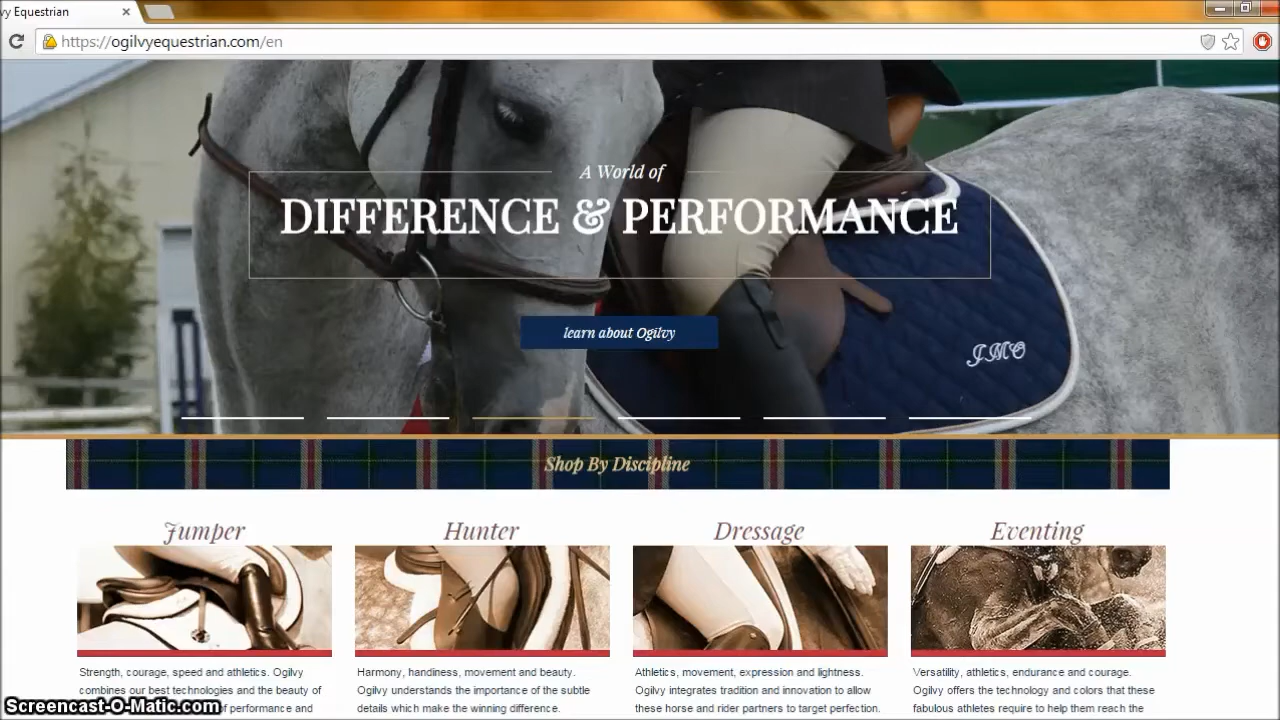 vy Equestrian
https://ogilvyequestrian.com/en
A World of
DIFFERENCE & PERFORMANCE
learn about Ogilvy
JMO
Shop By Discipline
Jumper
Hunter
Dressage
Eventing
Strength, courage, speed and athletics. Ogilvy
combines our best technologies and the beauty of
of performance and
Harmony, handiness, movement and beauty.
Ogilvy understands the importance of the subtle
details which make the winning difference.
Athletics, movement, expression and lightness.
Ogilvy integrates tradition and innovation to allow
these horse and rider partners to target perfection.
Versatility, athletics, endurance and courage.
Ogilvy offers the technology and colors that these
fabulous athletes require to help them reach the
Screencast-O-Matic.com